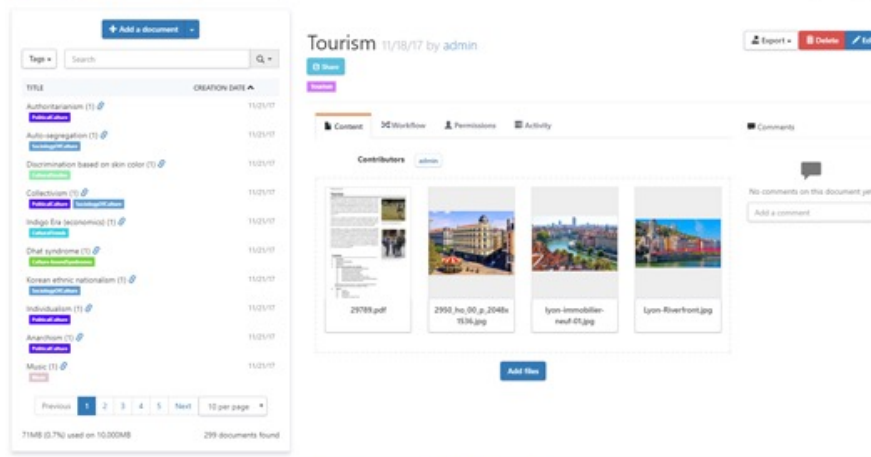 Add a document
Tags
Search
TITLE
CREATION DATE
Authoritarianism (1)
11/21/17
PoliticalCulture
Auto-segregation (1)
11/21/17
SociologyOfCulture
Discrimination based on skin color (1)
11/21/17
Collectivism (1)
11/21/17
PoliticalCulture SociologyOfCulture
Indigo Era (economics) (1)
11/21/17
CulturalTrends
Dhat syndrome (1)
11/21/17
Culture-BoundSyndromes
Korean ethnic nationalism (1)
11/21/17
SociologyOfCulture
Individualism (1)
11/21/17
PoliticalCulture
Anarchism (1)
11/21/17
PoliticalCulture
Music (1)
11/21/17
Music
Previous 1 2 3 4 5 Next 10 per page
71MB (0.7%) used on 10,000MB
299 documents found
Tourism 11/18/17 by admin
Export
Delete
Share
Tourism
Content Workflow Permissions Activity
Contributors admin
29789.pdf
2950_ho_00_p_2048x
1536.jpg
lyon-immobilier-
neuf-01.jpg
Lyon-Riverfront.jpg
Add files
Comments
No comments on this document yet
Add a comment